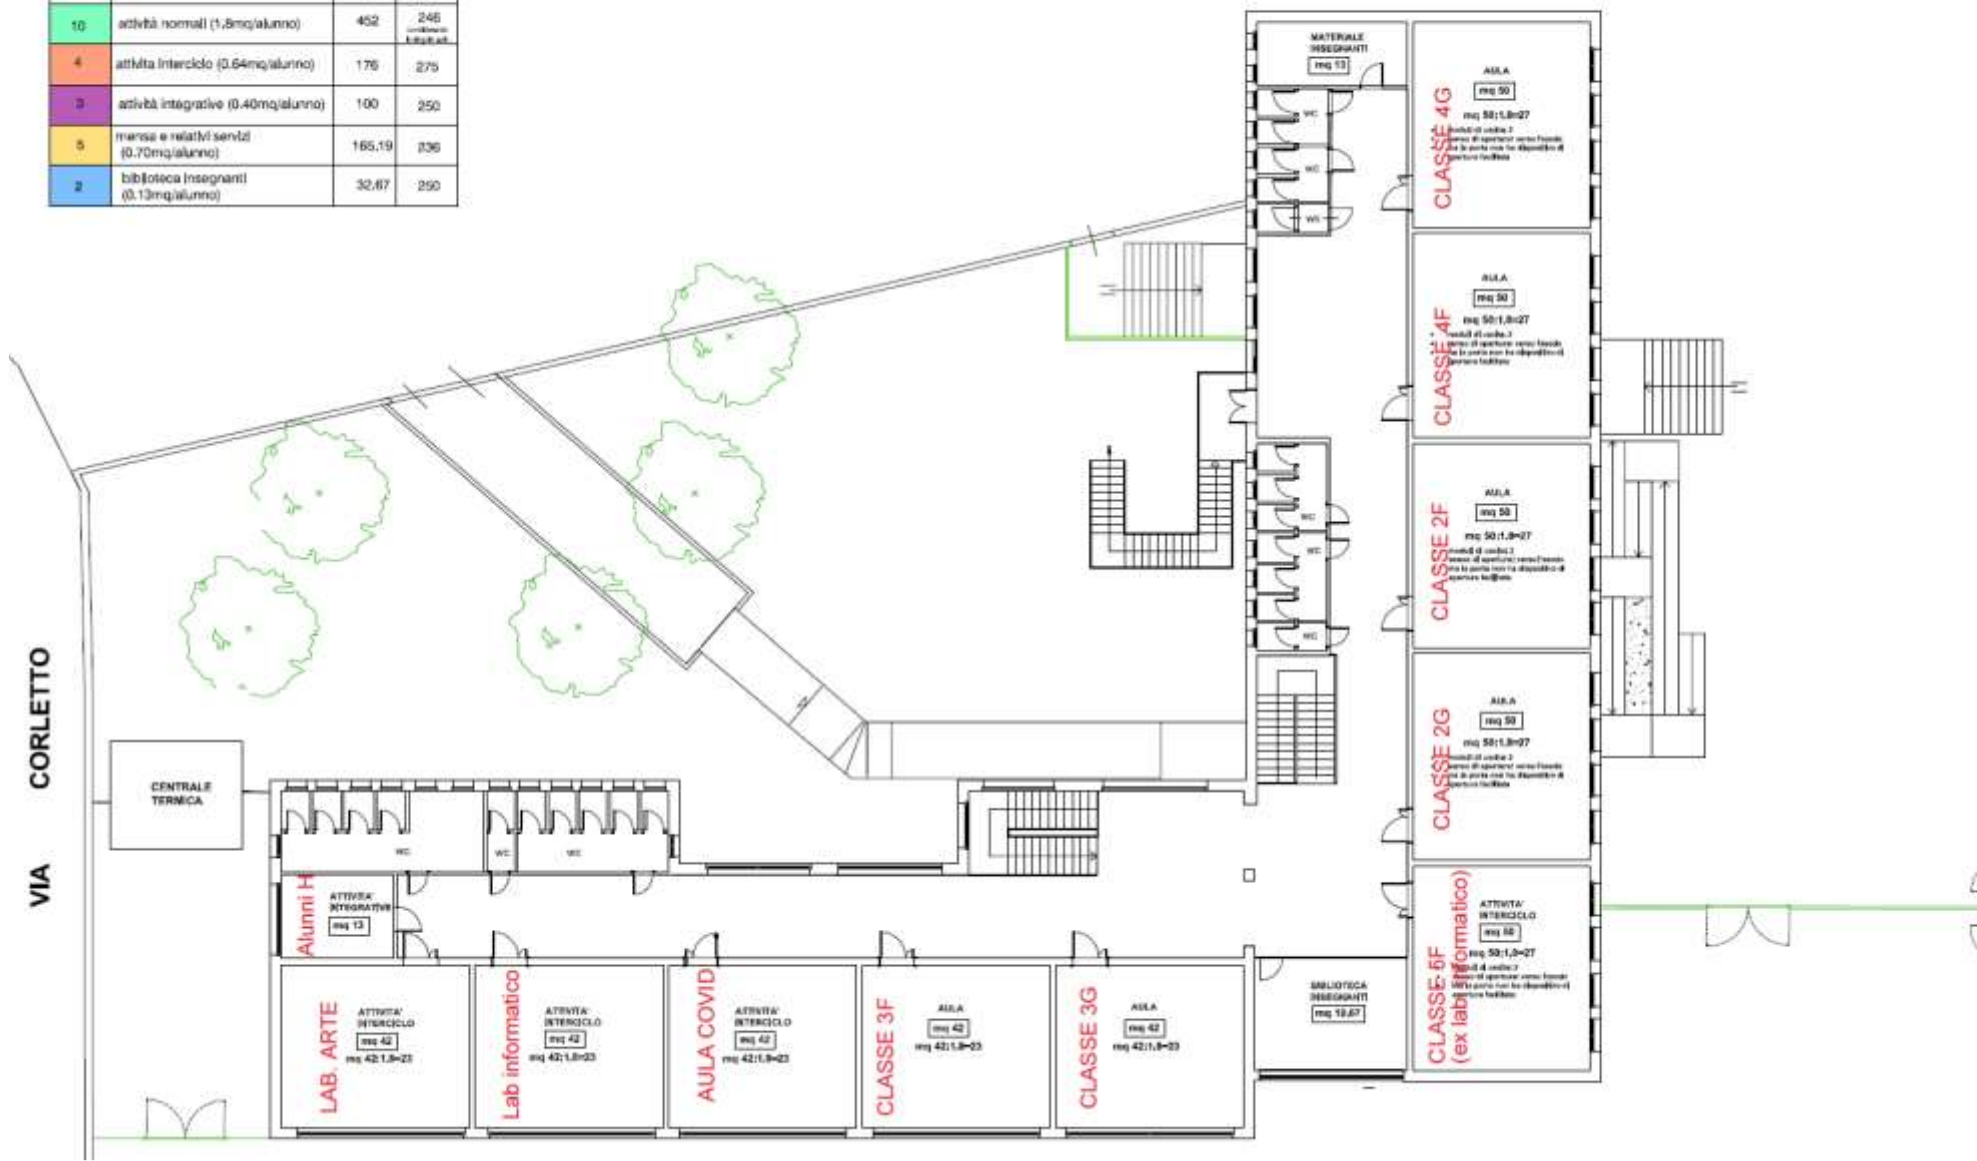 10 attività normali (1,8mq/alunno) 452 246
4 attivita interciclo (0.64mq/alunno) 176 275
3 attività integrative (0.40mq/alunno) 100 250
5 mensa e relativi servizi (0.70mq/alunno) 165,19 236
2 biblioteca insegnanti (0.13mq/alunno) 32,67 250
MATERIALE
INSEGNANTI
mq 13
WC
WC
CLASSE 4G
AULA
mq 50
mq 50:1,8=27
CLASSE 4F
AULA
mq 50
mq 50:1,8=27
WC
WC
WC
CLASSE 2F
AULA
mq 50
mq 50:1,8=27
CLASSE 2G
AULA
mq 50
mq 50:1,8=27
CLASSE 5F
(ex lab informatico)
ATTIVITA'
INTERCICLO
mq 50
mq 50:1,8=27
VIA CORLETTO
CENTRALE
TERMICA
WC
WC
WC
Alunni H
ATTIVITA'
INTEGRATIVE
mq 13
LAB. ARTE
ATTIVITA'
INTERCICLO
mq 42
mq 42:1,8=23
Lab informatico
ATTIVITA'
INTERCICLO
mq 42
mq 42:1,8=23
AULA COVID
ATTIVITA'
INTERCICLO
mq 42
mq 42:1,8=23
CLASSE 3F
AULA
mq 42
mq 42:1,8=23
CLASSE 3G
AULA
mq 42
mq 42:1,8=23
BIBLIOTECA
INSEGNANTI